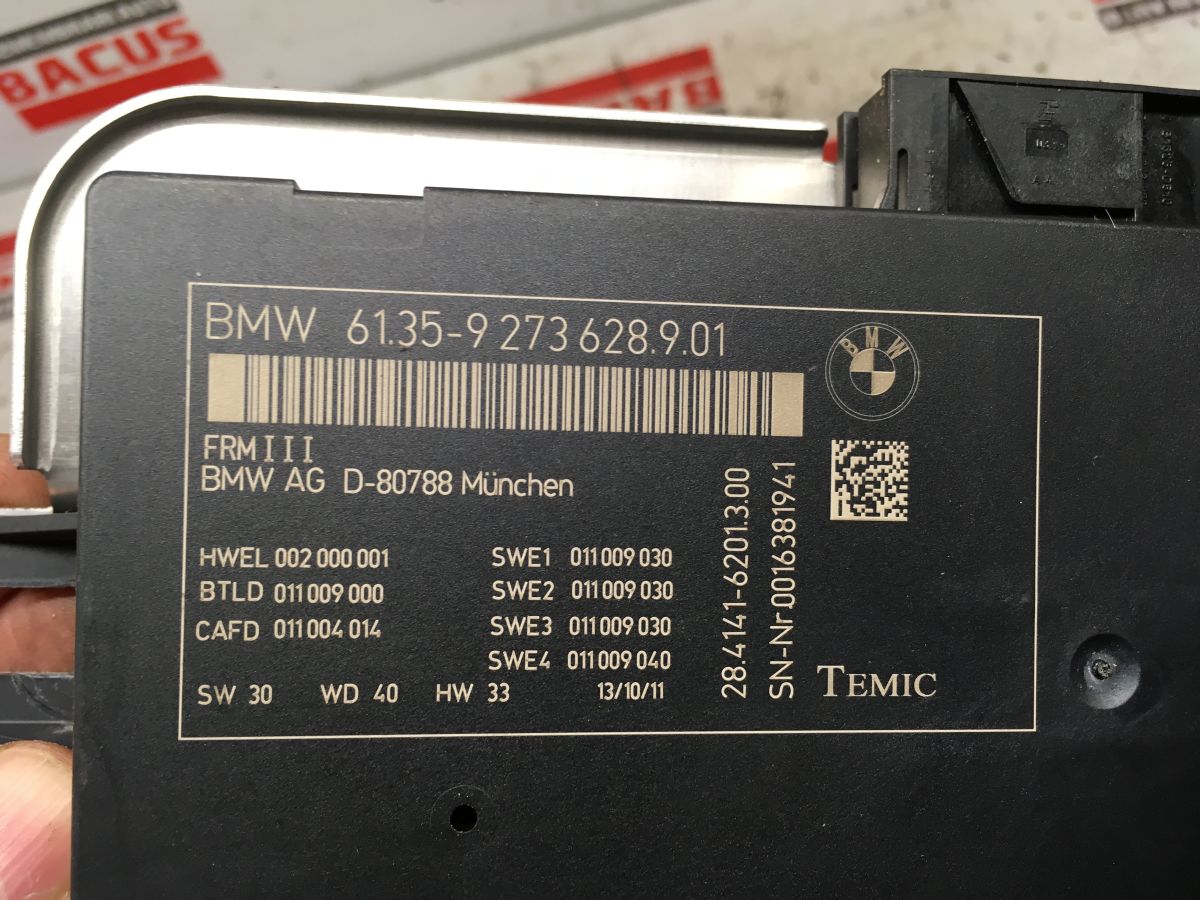 BACUS
BACUS
BMW 61.35-9 273 628.9.01
BMW
FRM III
BMW AG D-80788 München
HWEL 002 000 001
BTLD 011 009 000
CAFD 011 004 014
SWE1 011 009 030
SWE2 011 009 030
SWE3 011 009 030
SWE4 011 009 040
SW 30 WD 40 HW 33 13/10/11
28.4141-6201.3.00
SN-Nr.0016381941
TEMIC